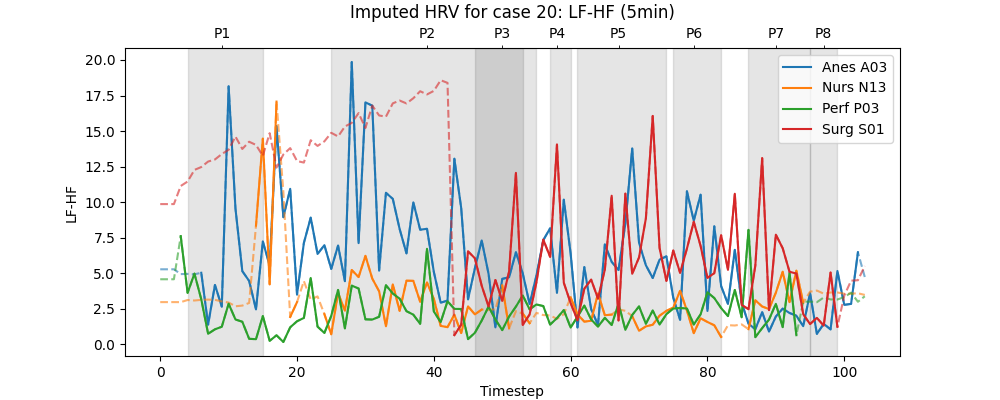 Imputed HRV for case 20: LF-HF (5min)
P1 P2 P3 P4 P5 P6 P7 P8
20.0
17.5
15.0
12.5
10.0
7.5
5.0
2.5
0.0
LF-HF
Anes A03
Nurs N13
Perf P03
Surg S01
0 20 40 60 80 100
Timestep